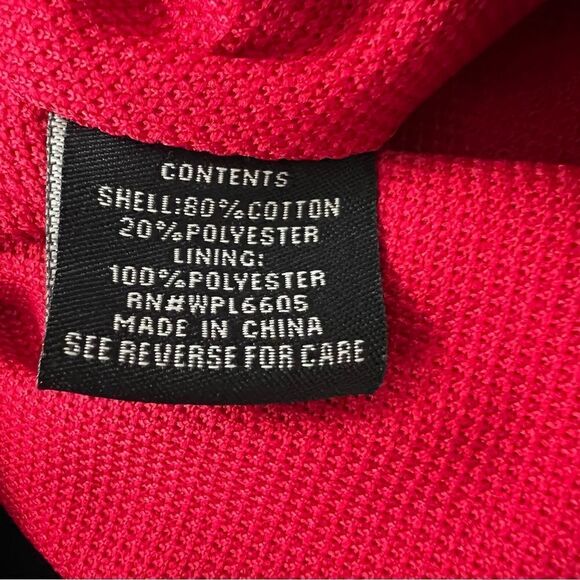 CONTENTS
SHELL:80%COTTON
20%POLYESTER
LINING:
100%POLYESTER
RN#WPL6605
MADE IN CHINA
SEE REVERSE FOR CARE